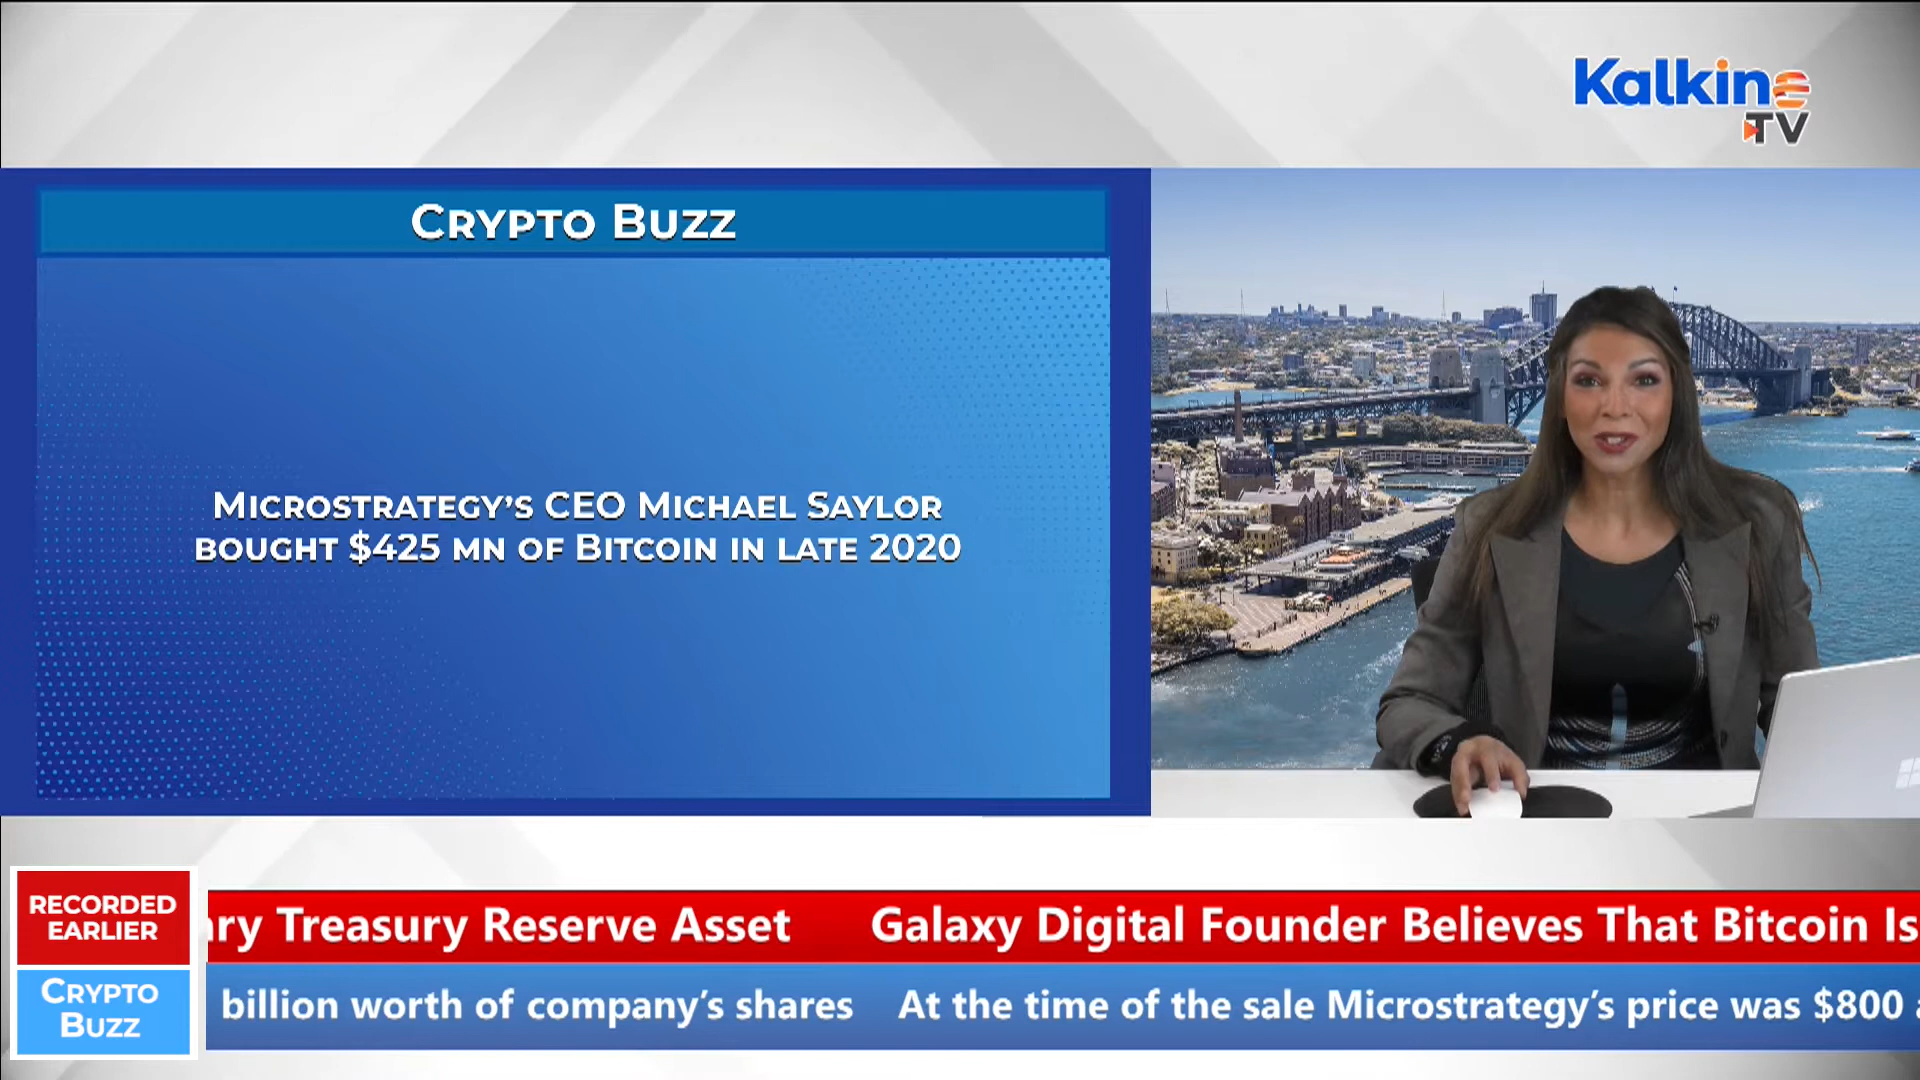 Kalkine
TV
CRYPTO BUZZ
MICROSTRATEGY’S CEO MICHAEL SAYLOR
BOUGHT $425 MN OF BITCOIN IN LATE 2020
RECORDED
EARLIER
ry Treasury Reserve Asset Galaxy Digital Founder Believes That Bitcoin Is
CRYPTO
BUZZ
billion worth of company’s shares At the time of the sale Microstrategy’s price was $800